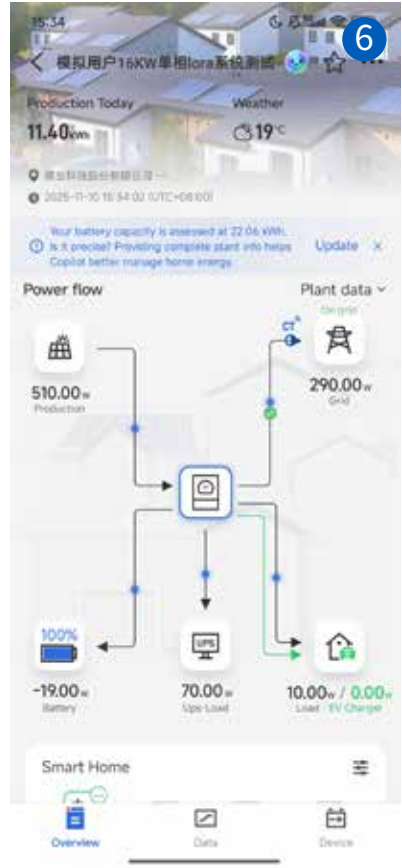 15:34
6
模拟用户16KW单相lora系统测试
Production Today
Weather
11.40kWh
19°C
2025-11-10 15:34:02 (UTC+08:00)
Your battery capacity is assessed at 22.06 kWh.
Is it precise? Providing complete plant info helps
Copilot better manage home energy.
Update ×
Power flow
Plant data
On grid
CT
510.00w
Production
290.00w
Grid
100%
UPS
-19.00w
Battery
70.00w
Ups Load
10.00w / 0.00w
Load
EV Charger
Smart Home
Overview
Data
Device